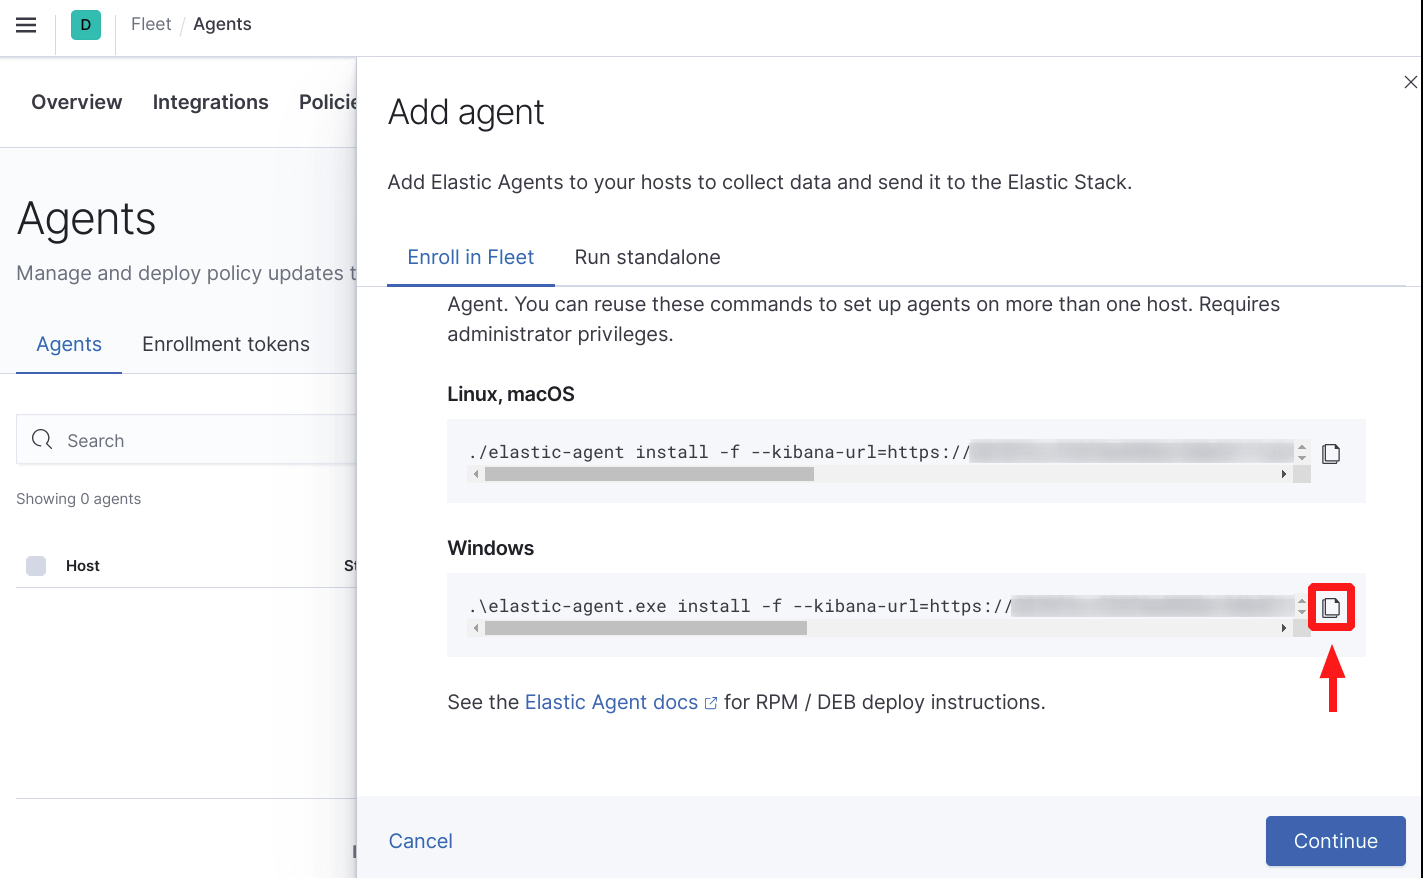 D
Fleet / Agents
Overview Integrations
Add agent
Add Elastic Agents to your hosts to collect data and send it to the Elastic Stack.
Agents
Manage and deploy policy updates
Enroll in Fleet Run standalone
Agent. You can reuse these commands to set up agents on more than one host. Requires
administrator privileges.
Agents Enrollment tokens
Linux, macOS
Search
./elastic-agent install -f --kibana-url=https://
Showing 0 agents
Windows
Host
.\elastic-agent.exe install -f --kibana-url=https://
See the Elastic Agent docs for RPM / DEB deploy instructions.
Cancel
Continue